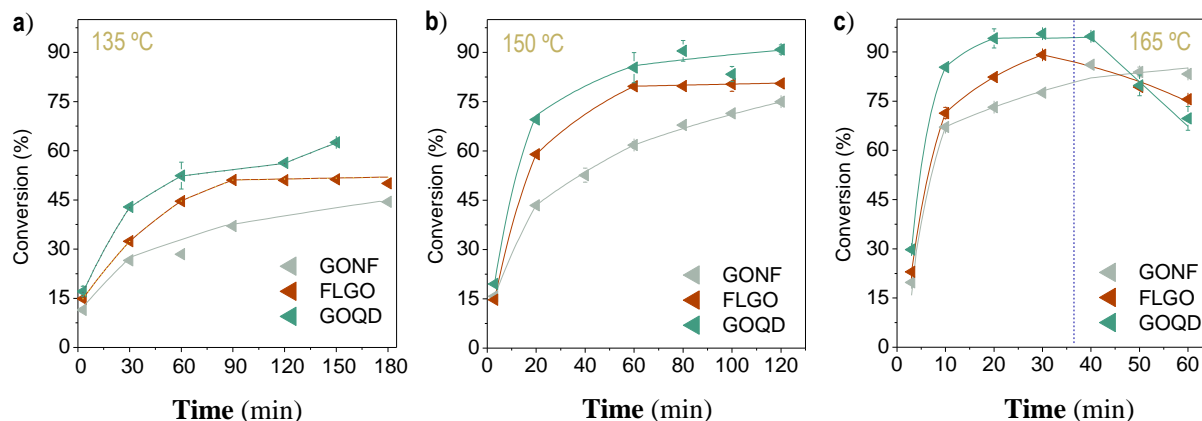 a)
135 ºC
Conversion (%)
90
75
60
45
30
15
0
GONF
FLGO
GOQD
0 30 60 90 120 150 180
Time (min)
b)
150 ºC
Conversion (%)
90
75
60
45
30
15
0
GONF
FLGO
GOQD
0 20 40 60 80 100 120
Time (min)
c)
165 ºC
Conversion (%)
90
75
60
45
30
15
0
GONF
FLGO
GOQD
0 10 20 30 40 50 60
Time (min)